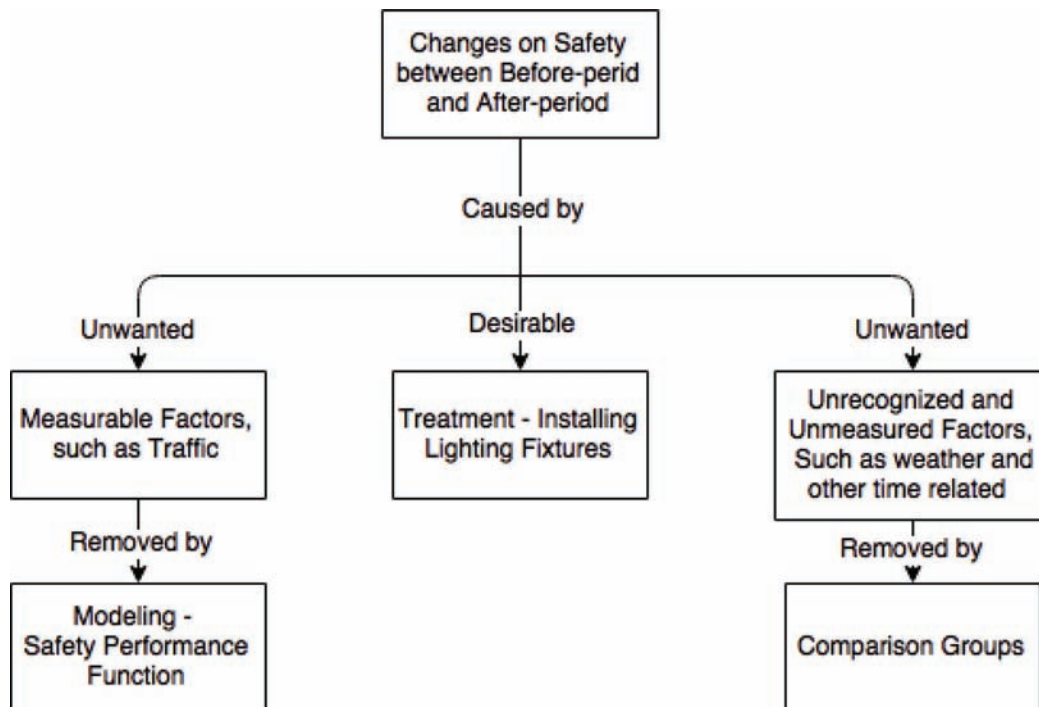 Changes on Safety
between Before-perid
and After-period
Caused by
Unwanted
Desirable
Unwanted
Measurable Factors,
such as Traffic
Treatment - Installing
Lighting Fixtures
Unrecognized and
Unmeasured Factors,
Such as weather and
other time related
Removed by
Removed by
Modeling -
Safety Performance
Function
Comparison Groups